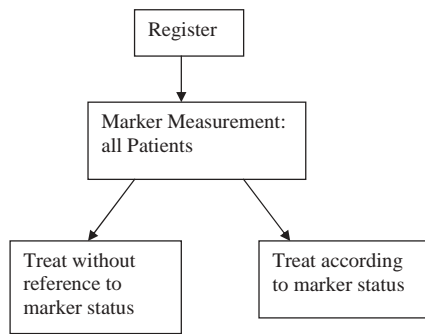 Register
Marker Measurement:
all Patients
Treat without
reference to
marker status
Treat according
to marker status